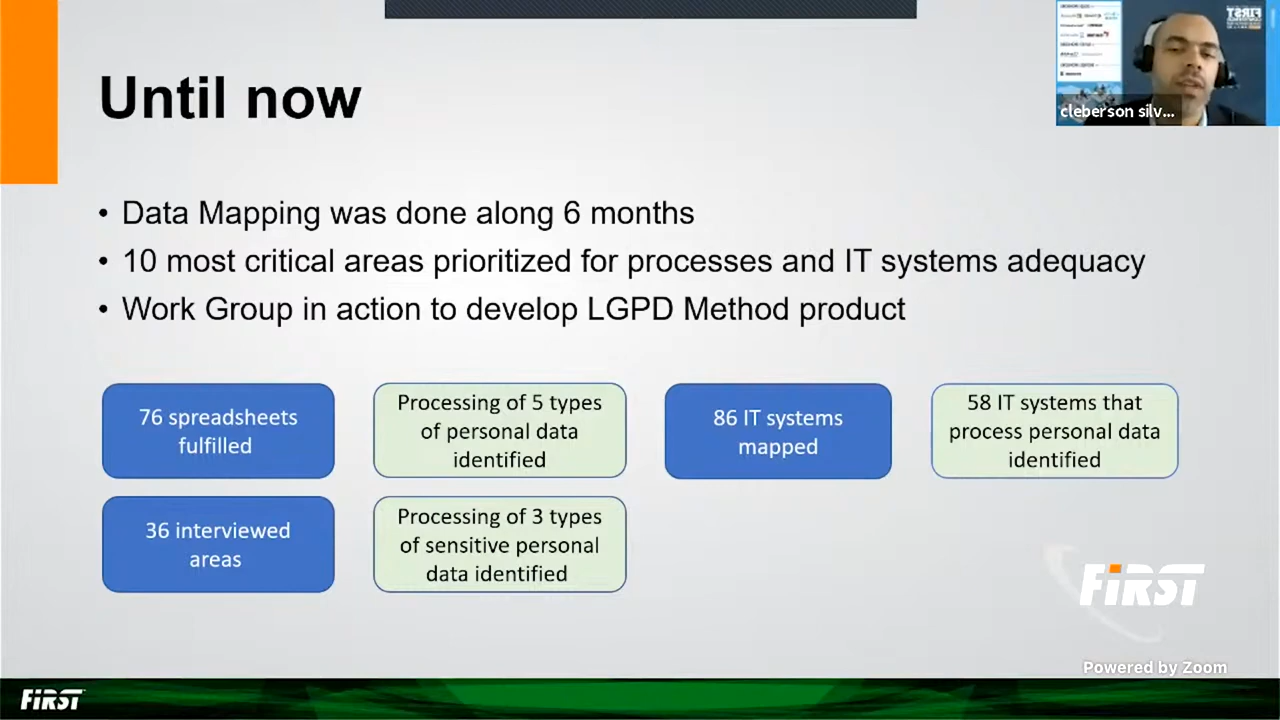 Until now
• Data Mapping was done along 6 months
• 10 most critical areas prioritized for processes and IT systems adequacy
• Work Group in action to develop LGPD Method product
76 spreadsheets
fulfilled
Processing of 5 types
of personal data
identified
86 IT systems
mapped
58 IT systems that
process personal data
identified
36 interviewed
areas
Processing of 3 types
of sensitive personal
data identified
cleberson silv...
FIRST
FiRST
Powered by Zoom
FiRST